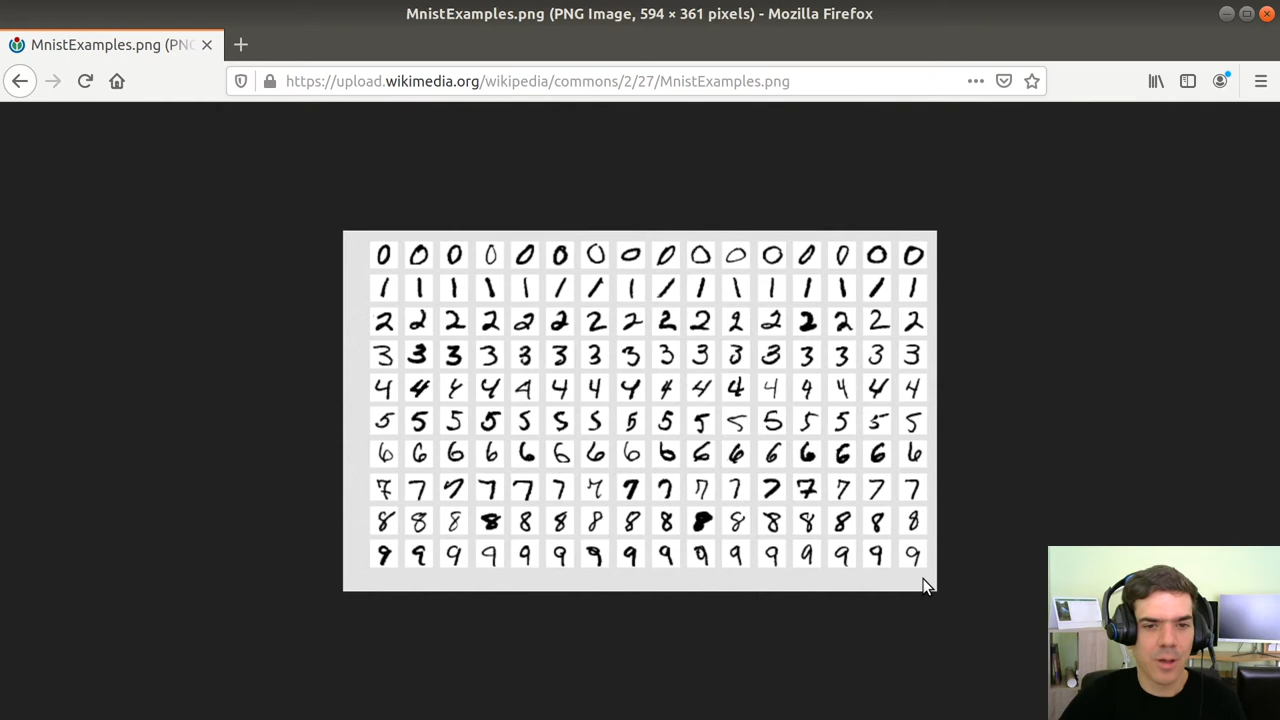 MnistExamples.png (PNG Image, 594 × 361 pixels) - Mozilla Firefox
MnistExamples.png (PNG
https://upload.wikimedia.org/wikipedia/commons/2/27/MnistExamples.png
0 0 0 0 0 0 0 0 0 0 0 0 0 0 0 0
1 1 1 1 1 1 1 1 1 1 1 1 1 1 1 1
2 2 2 2 2 2 2 2 2 2 2 2 2 2 2 2
3 3 3 3 3 3 3 3 3 3 3 3 3 3 3 3
4 4 4 4 4 4 4 4 4 4 4 4 4 4 4 4
5 5 5 5 5 5 5 5 5 5 5 5 5 5 5 5
6 6 6 6 6 6 6 6 6 6 6 6 6 6 6 6
7 7 7 7 7 7 7 7 7 7 7 7 7 7 7 7
8 8 8 8 8 8 8 8 8 8 8 8 8 8 8 8
9 9 9 9 9 9 9 9 9 9 9 9 9 9 9 9